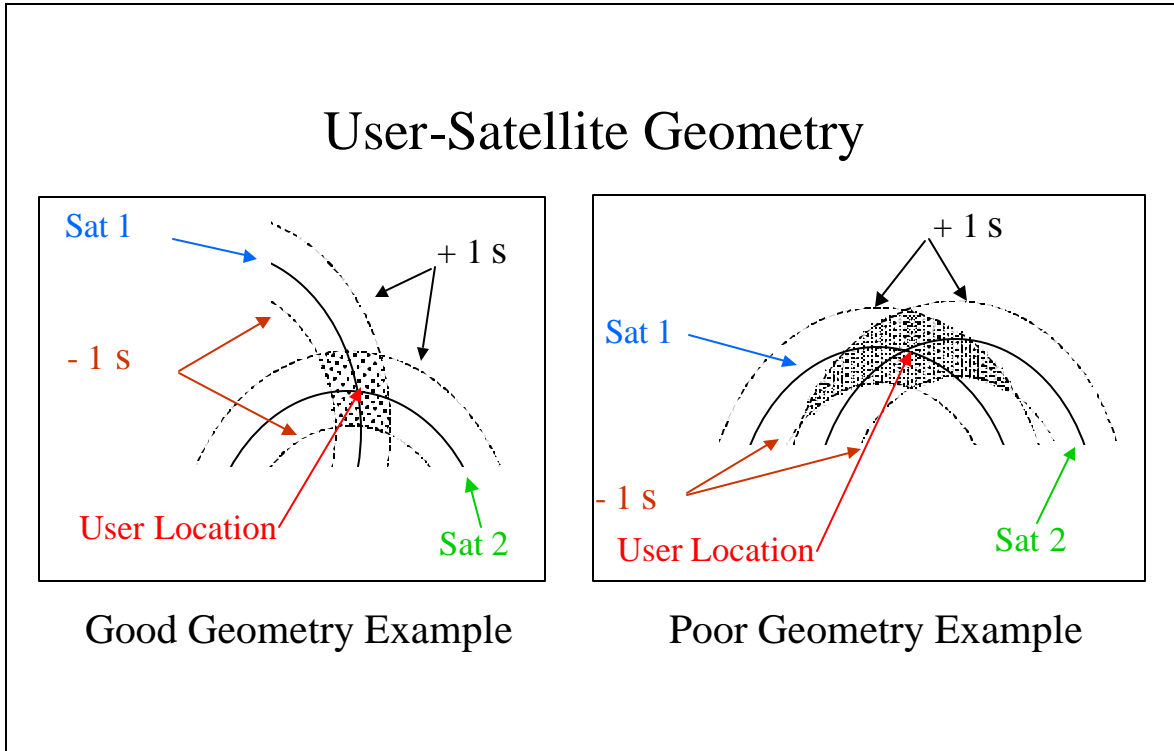 User-Satellite Geometry
Sat 1
+ 1 s
- 1 s
User Location
Sat 2
Good Geometry Example
+ 1 s
Sat 1
- 1 s
User Location
Sat 2
Poor Geometry Example